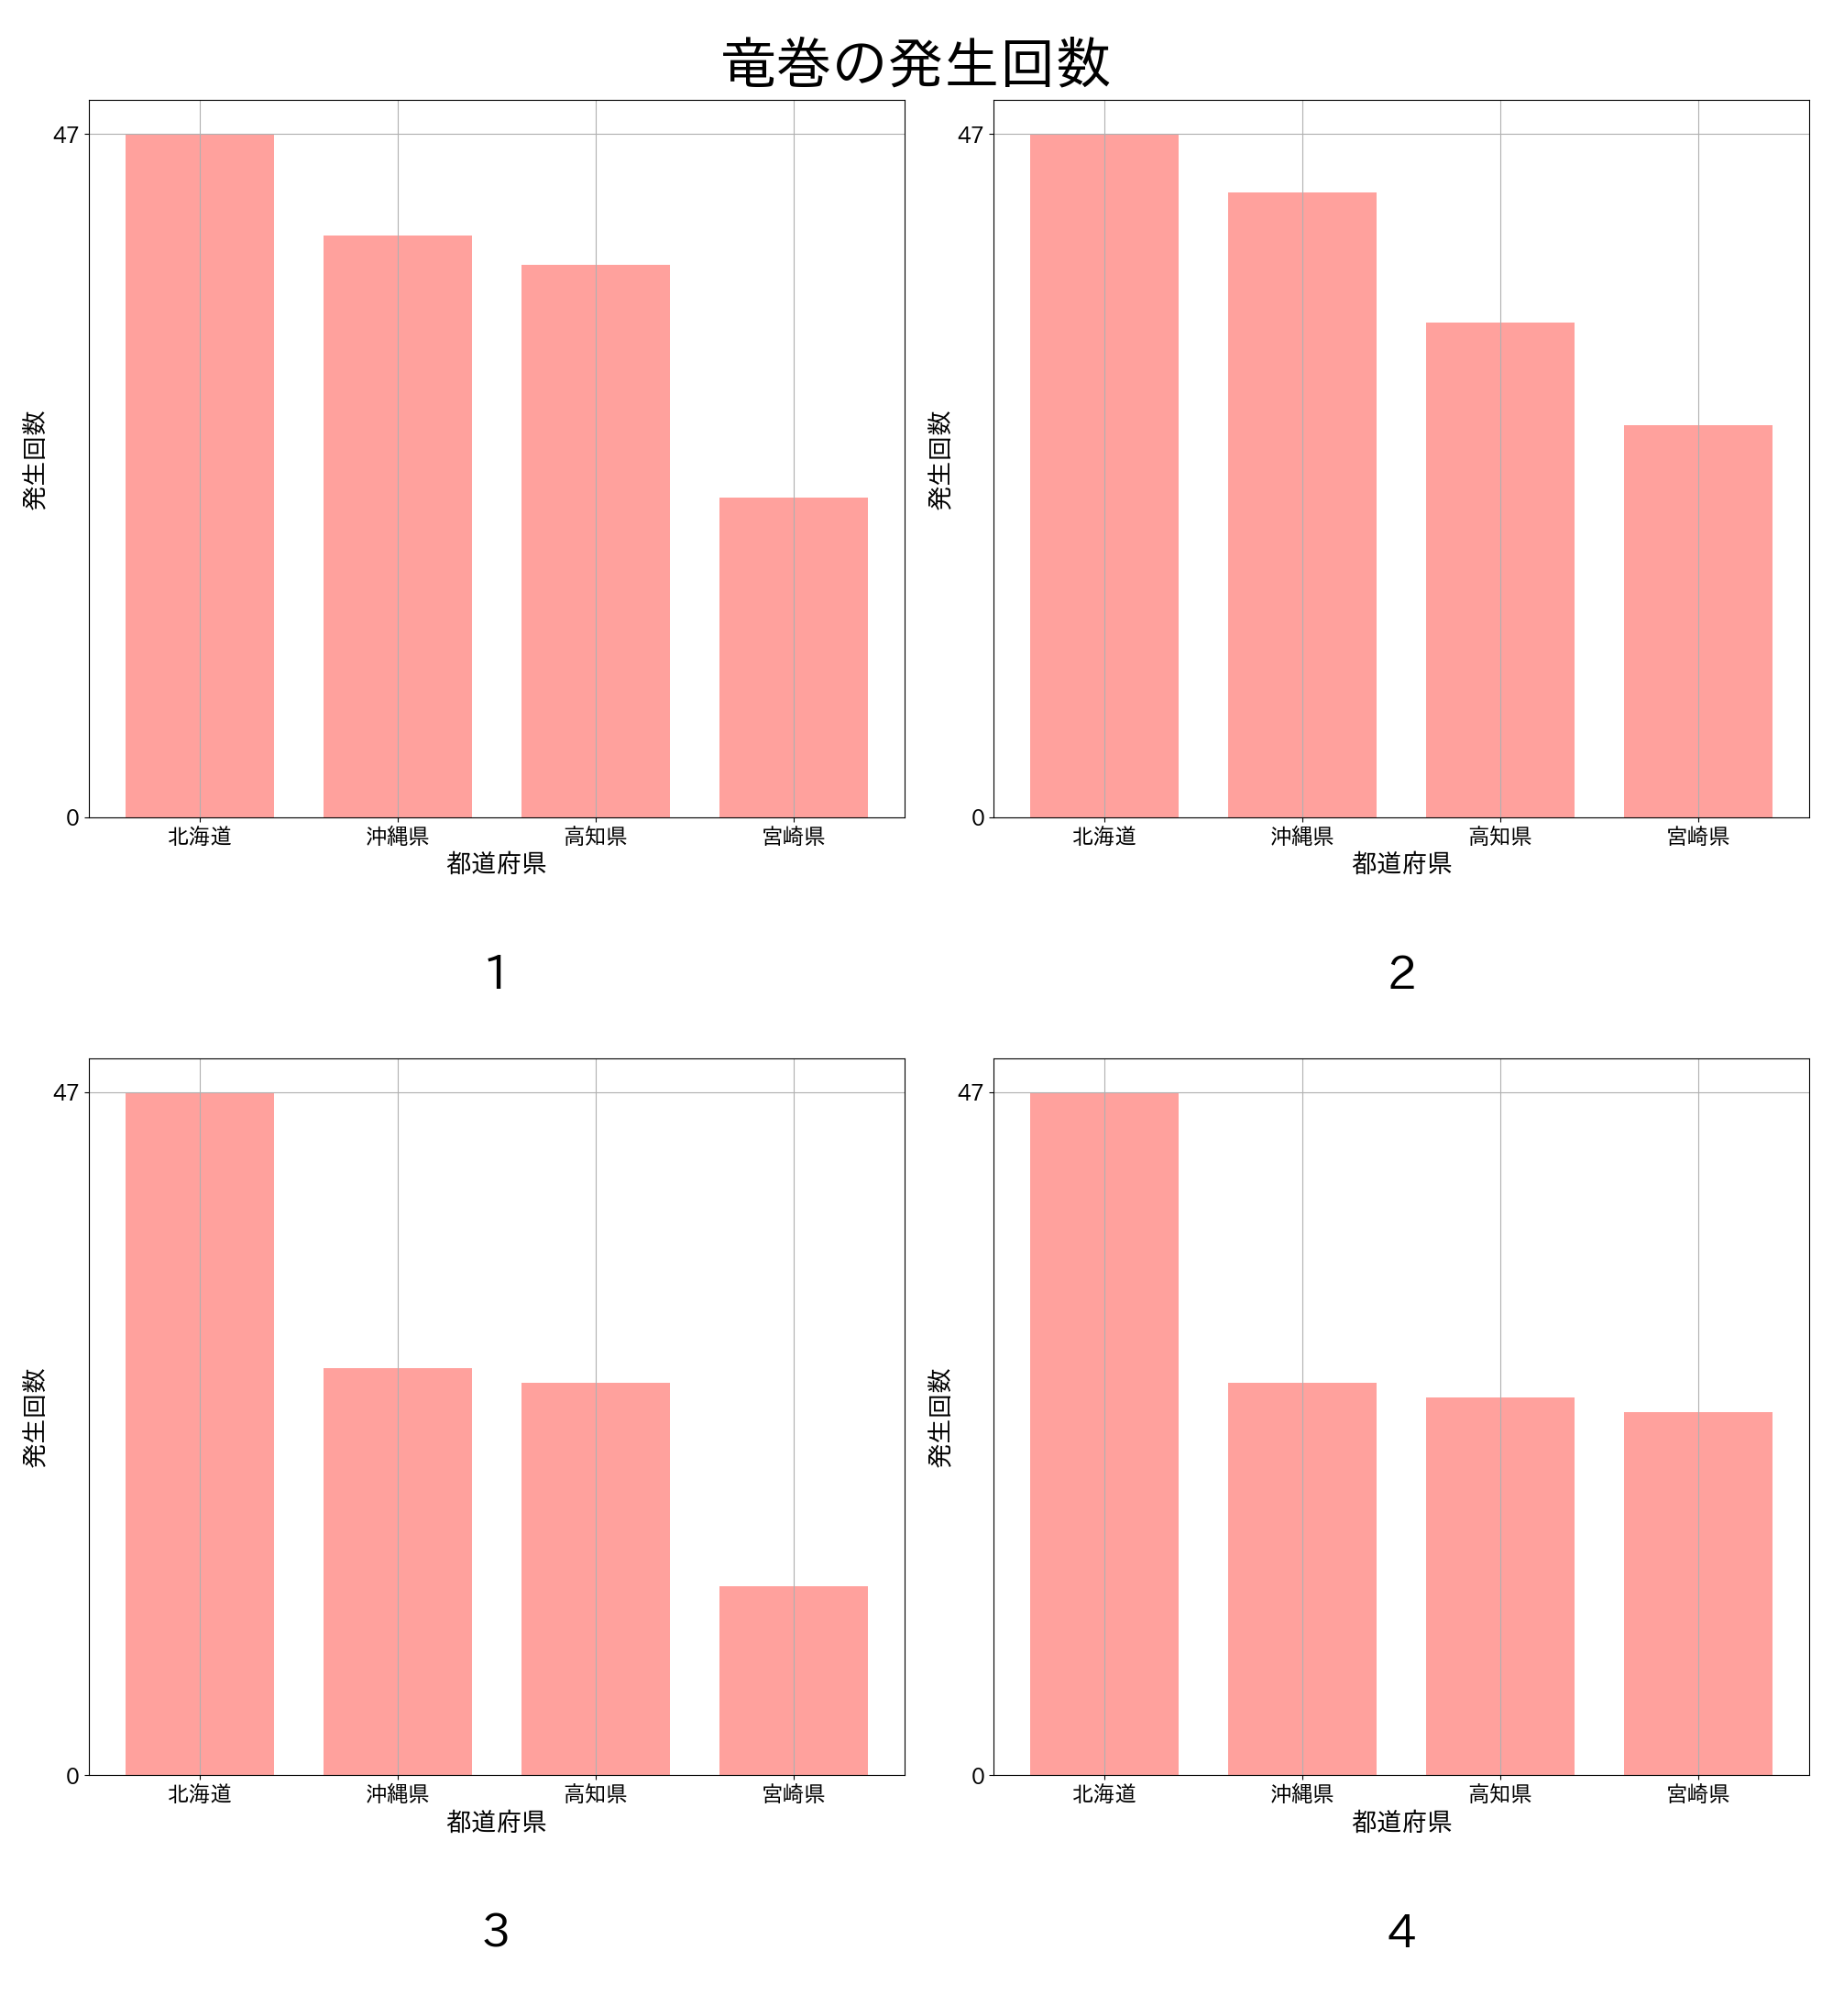 竜巻の発生回数
47
0
発生回数
北海道 沖縄県 高知県 宮崎県
都道府県
1
47
0
発生回数
北海道 沖縄県 高知県 宮崎県
都道府県
2
47
0
発生回数
北海道 沖縄県 高知県 宮崎県
都道府県
3
47
0
発生回数
北海道 沖縄県 高知県 宮崎県
都道府県
4